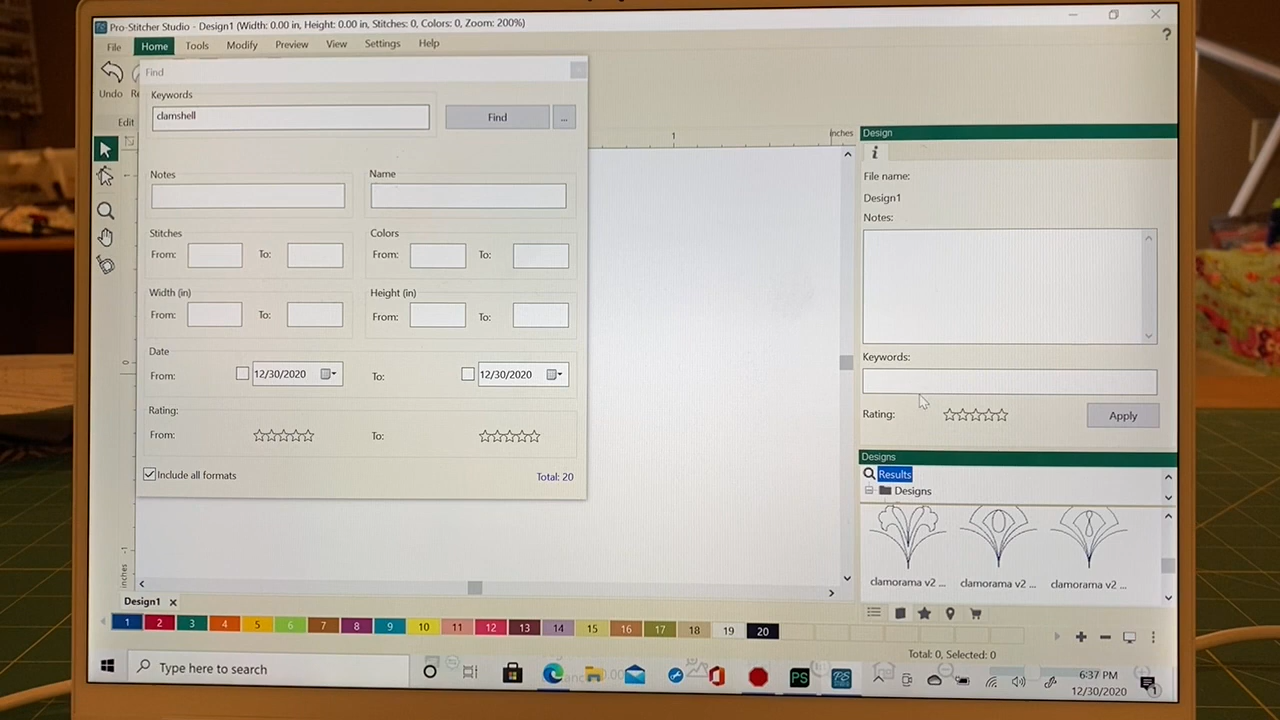 Pro-Stitcher Studio - Design1 (Width: 0.00 in, Height: 0.00 in, Stitches: 0, Colors: 0, Zoom: 200%)
File Home Tools Modify Preview View Settings Help ?
Undo
Edit
Find
Keywords
clamshell
Find ...
Notes Name
Stitches Colors
From: To: From: To:
Width (in) Height (in)
From: To: From: To:
Date
From: 12/30/2020 To: 12/30/2020
Rating:
From: To:
Include all formats Total: 20
1 inches
0
-1
inches
Design
i
File name:
Design1
Notes:
Keywords:
Rating: Apply
Designs
Results
Designs
clamorama v2 ... clamorama v2 ... clamorama v2 ...
Design1 X
1 2 3 4 5 6 7 8 9 10 11 12 13 14 15 16 17 18 19 20
Total: 0, Selected: 0
Type here to search
PS
PS
6:37 PM
12/30/2020
1